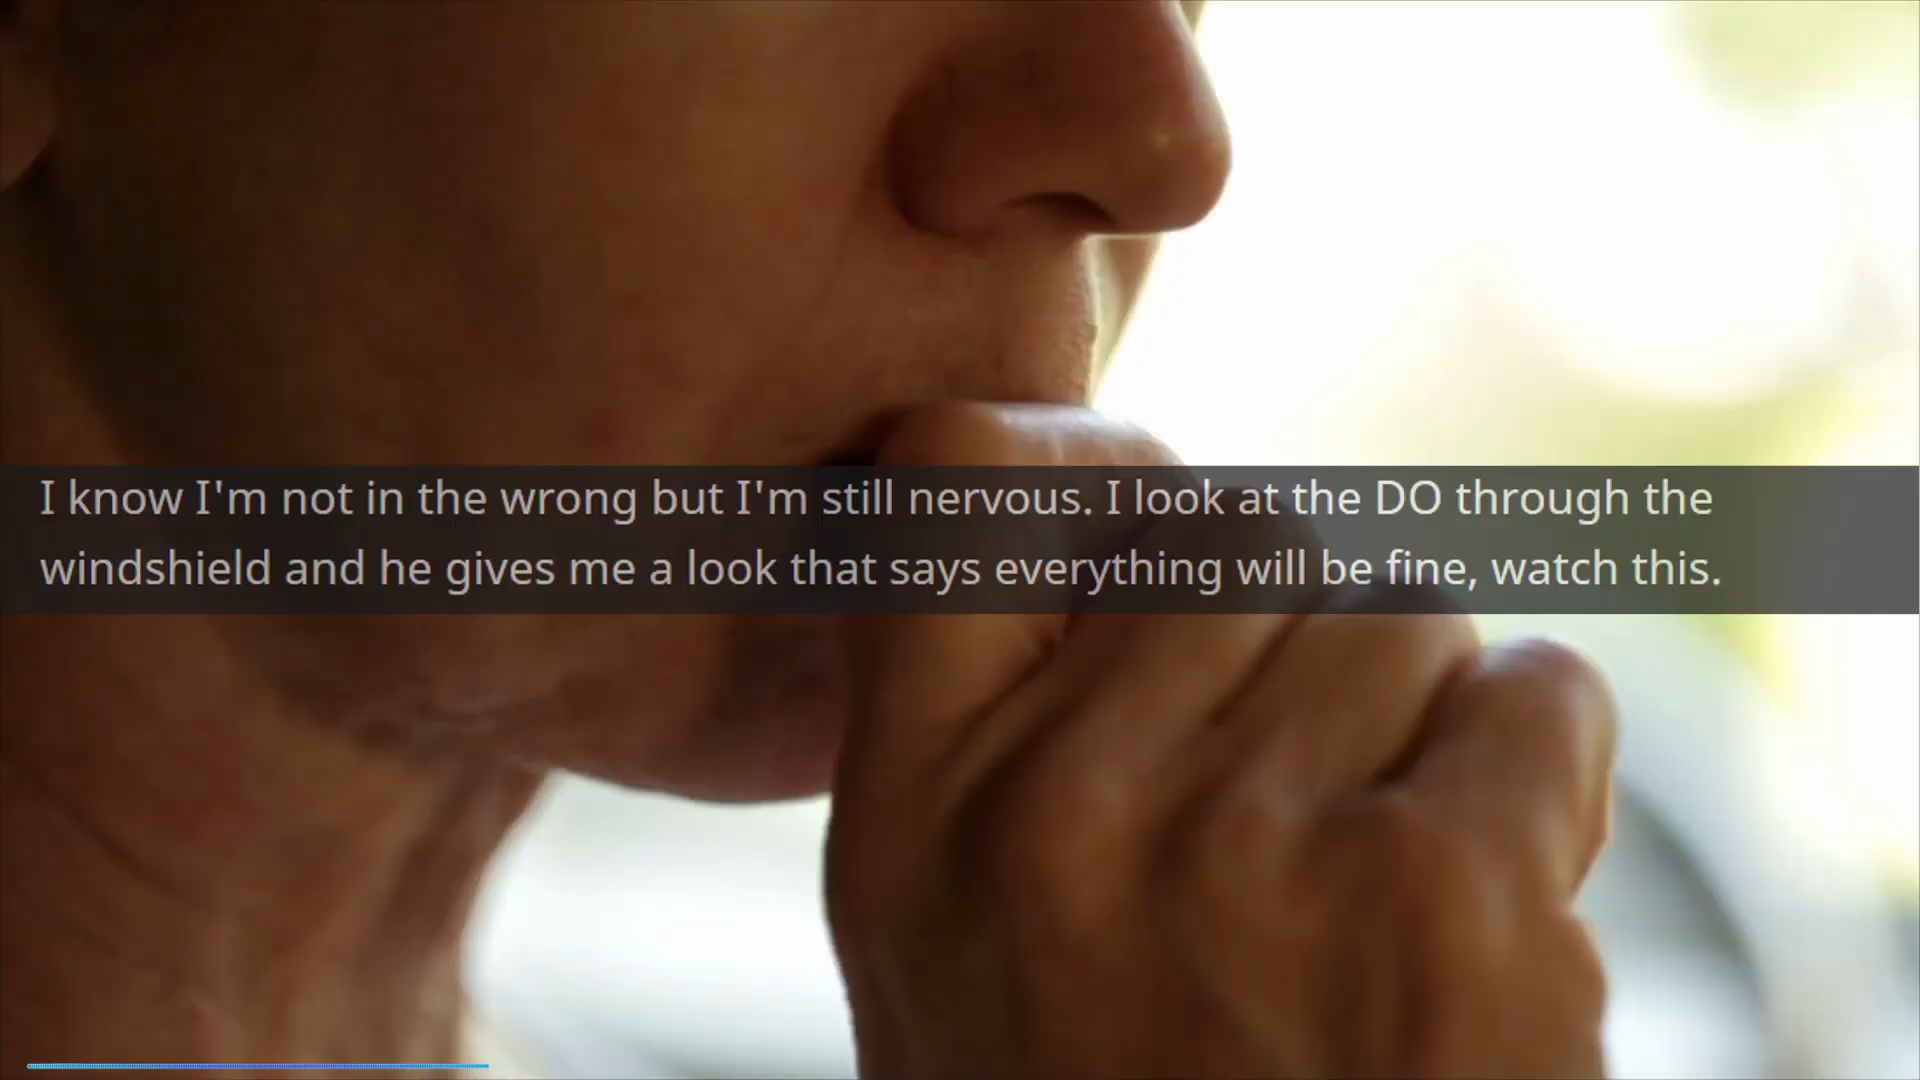 I know I'm not in the wrong but I'm still nervous. I look at the DO through the
windshield and he gives me a look that says everything will be fine, watch this.